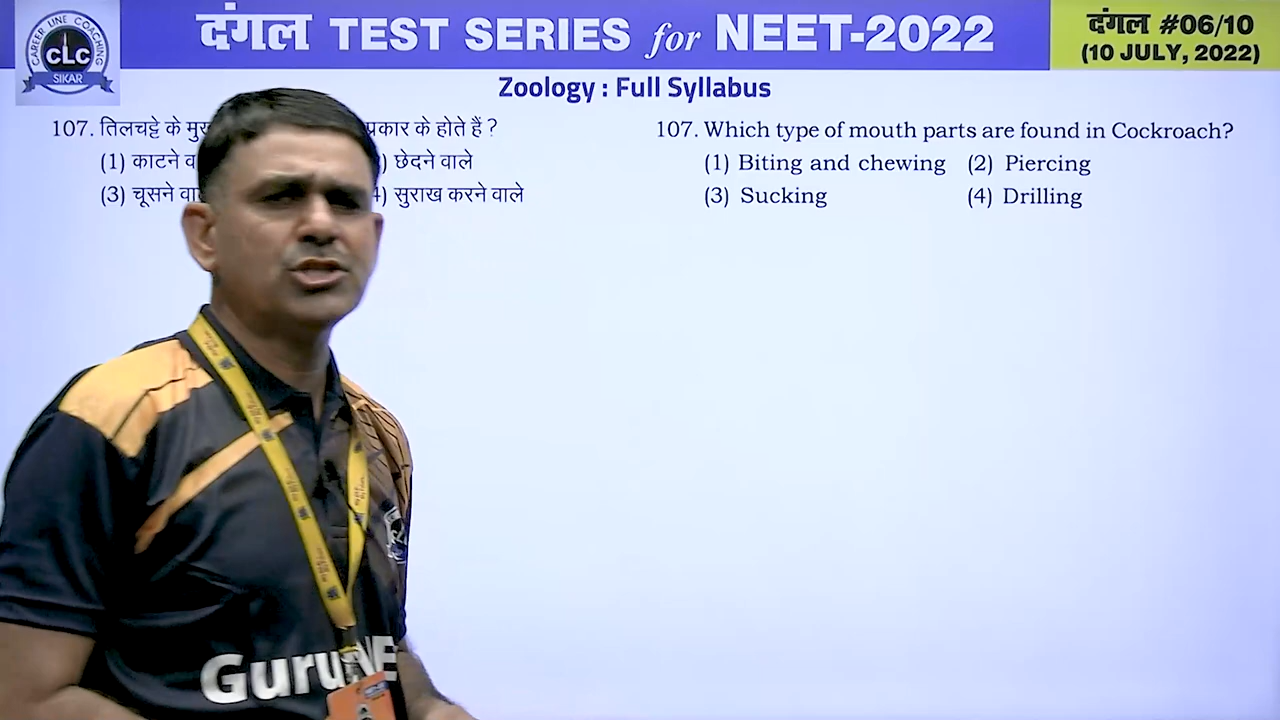 दंगल TEST SERIES for NEET-2022
दंगल #06/10
(10 JULY, 2022)
CAREER LINE COACHING
CLC
SIKAR
Zoology : Full Syllabus
107. तिलचट्टे के प्रकार के होते हैं ?
(1) काटने छेदने वाले
(3) चूसने सुराख करने वाले
107. Which type of mouth parts are found in Cockroach?
(1) Biting and chewing (2) Piercing
(3) Sucking (4) Drilling
Guru